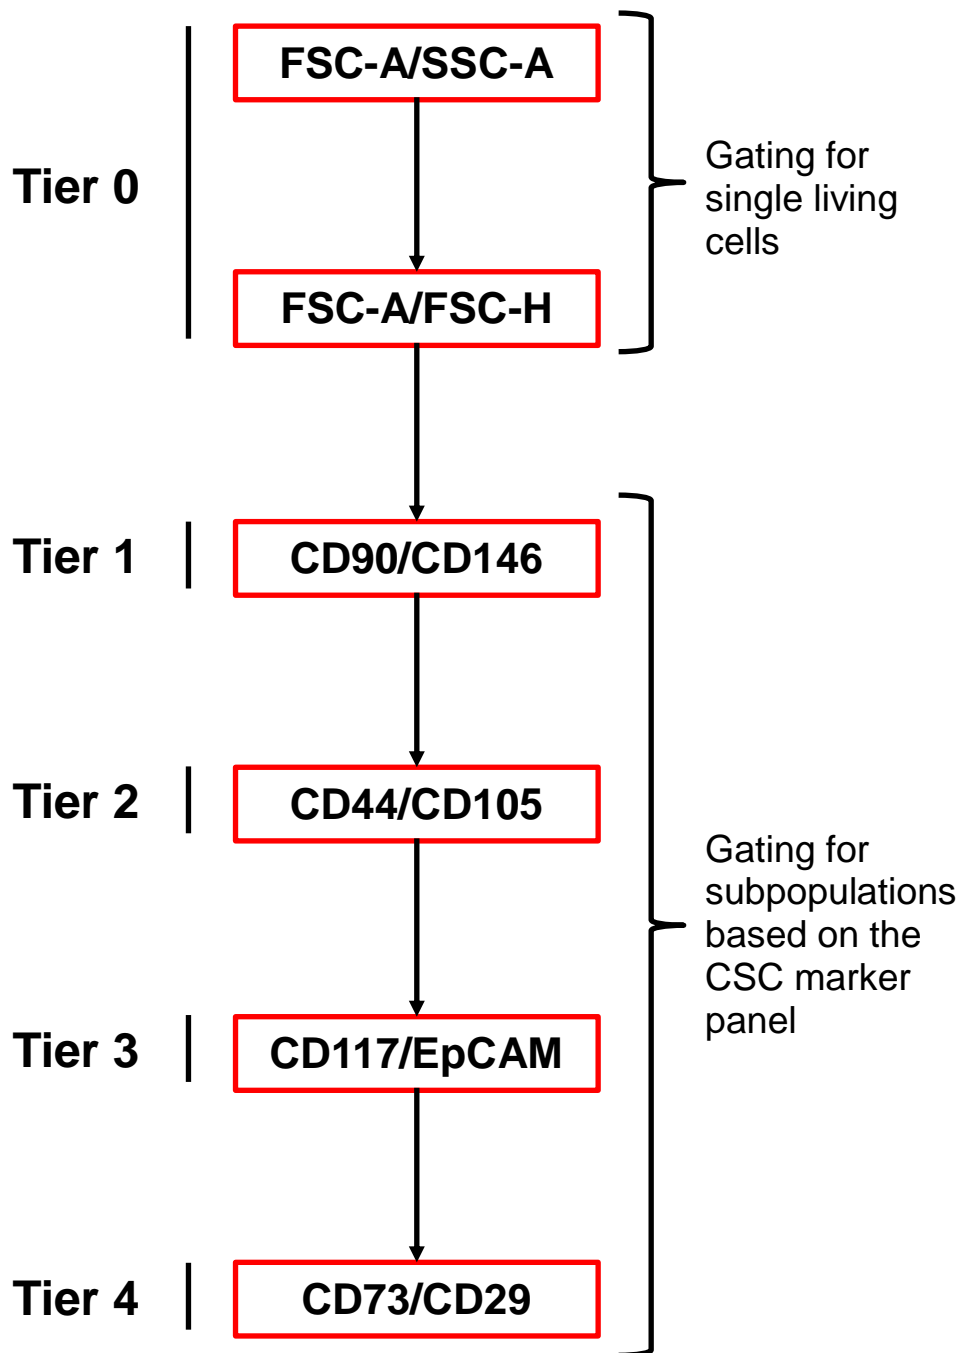 FSC-A/SSC-A
Tier 0
Gating for
single living
cells
FSC-A/FSC-H
Tier 1
CD90/CD146
Tier 2
CD44/CD105
Gating for
subpopulations
based on the
CSC marker
panel
Tier 3
CD117/EpCAM
Tier 4
CD73/CD29